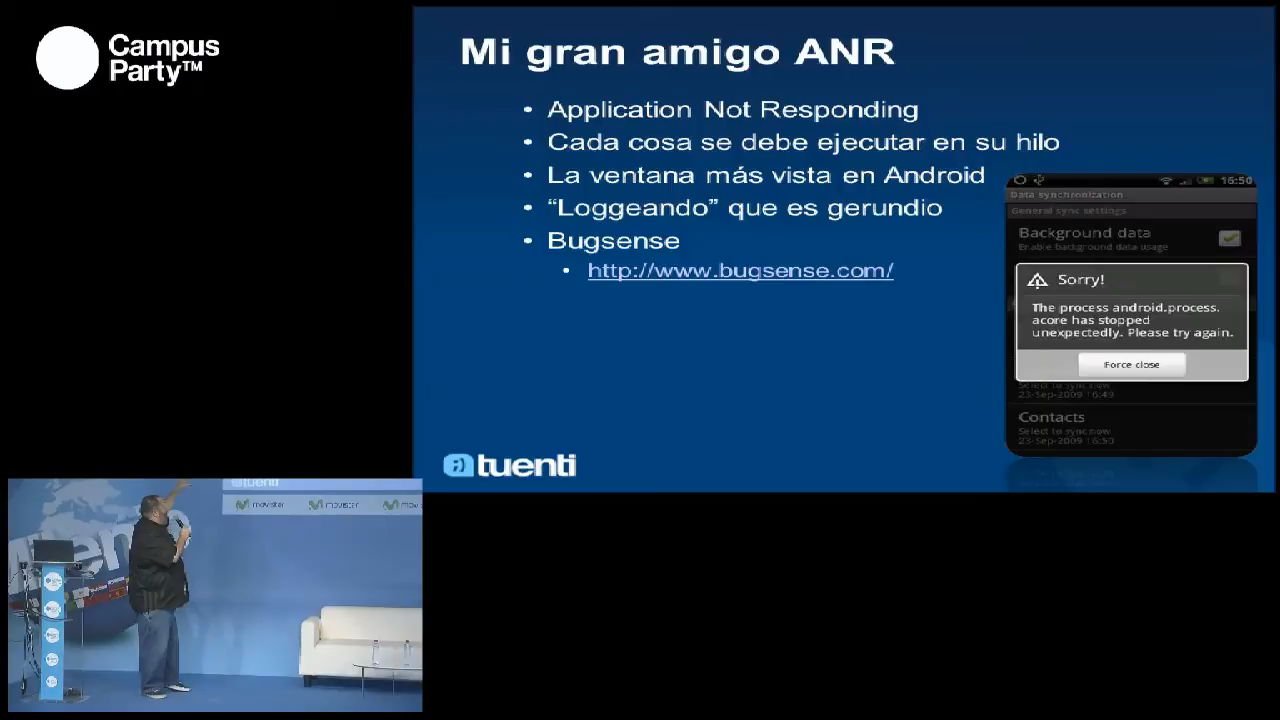 Campus
Party™
Mi gran amigo ANR
• Application Not Responding
• Cada cosa se debe ejecutar en su hilo
• La ventana más vista en Android
• “Loggeando” que es gerundio
• Bugsense
• http://www.bugsense.com/
16:50
Data synchronization
General sync settings
Background data
Enable background data usage
Sorry!
The process android.process.
acore has stopped
unexpectedly. Please try again.
Force close
Select to sync now
23-Sep-2009 16:49
Contacts
Select to sync now
23-Sep-2009 16:50
tuenti
tuenti
movistar movistar